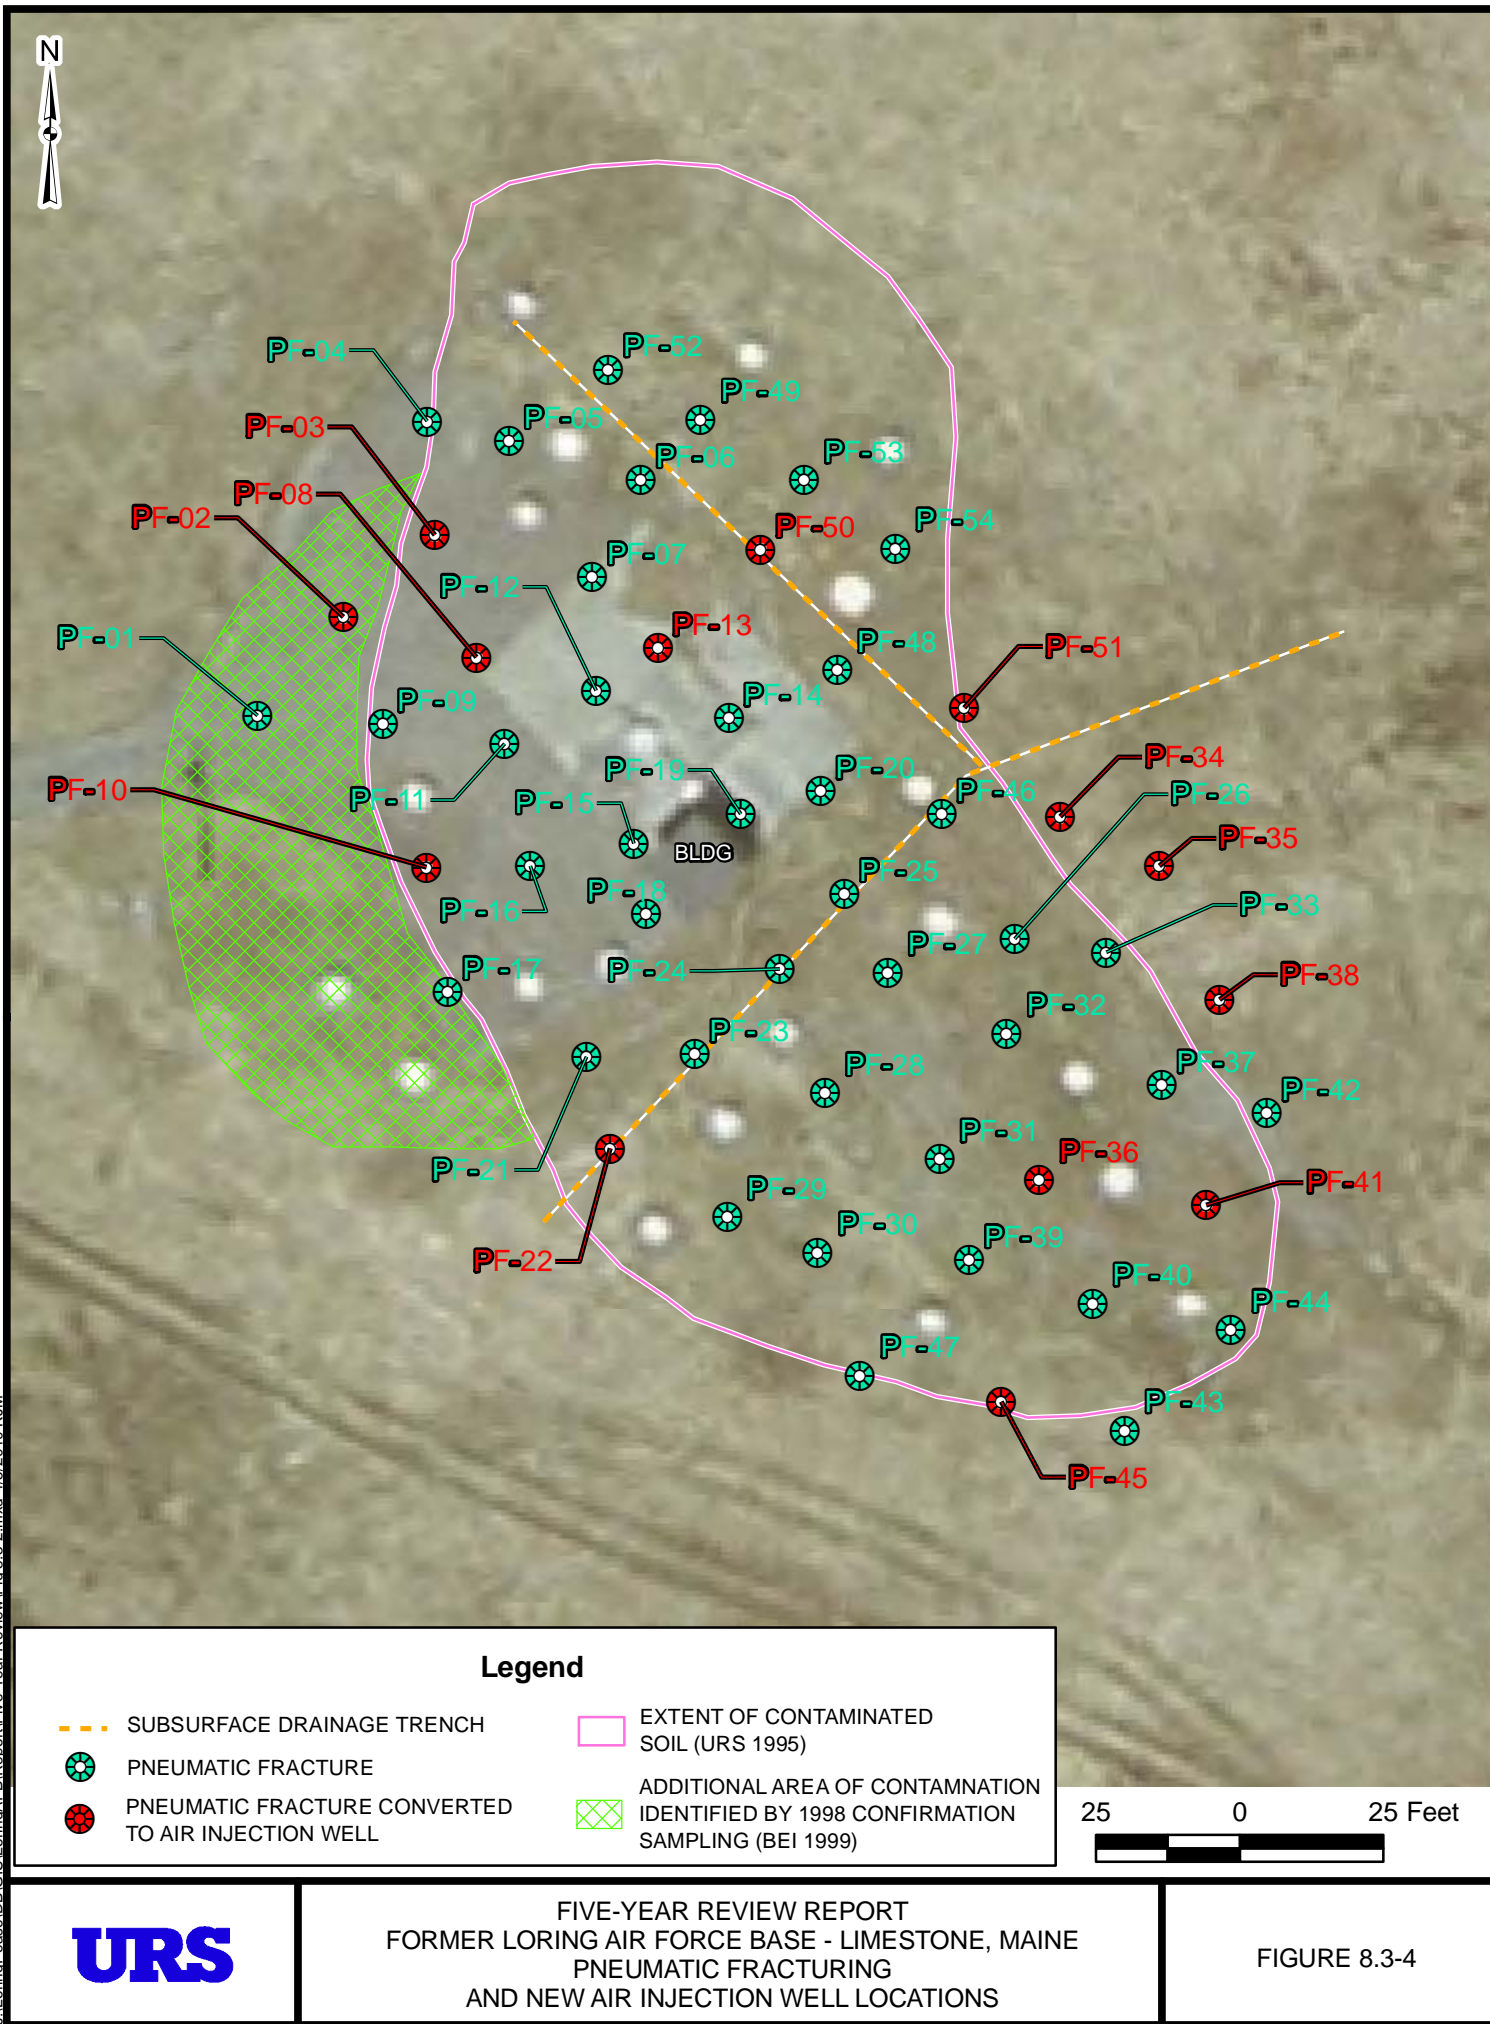 N
PF-04
PF-52
PF-49
PF-03
PF-05
PF-06
PF-53
PF-08
PF-02
PF-50
PF-54
PF-07
PF-12
PF-01
PF-13
PF-48
PF-51
PF-09
PF-14
PF-34
PF-10
PF-11
PF-19
PF-20
PF-46
PF-26
PF-15
PF-35
BLDG
PF-25
PF-16
PF-18
PF-33
PF-27
PF-17
PF-24
PF-38
PF-32
PF-23
PF-28
PF-37
PF-42
PF-21
PF-31
PF-36
PF-41
PF-29
PF-30
PF-39
PF-22
PF-40
PF-44
PF-47
PF-43
PF-45
Legend
SUBSURFACE DRAINAGE TRENCH
PNEUMATIC FRACTURE
PNEUMATIC FRACTURE CONVERTED
TO AIR INJECTION WELL
EXTENT OF CONTAMINATED
SOIL (URS 1995)
ADDITIONAL AREA OF CONTAMNATION
IDENTIFIED BY 1998 CONFIRMATION
SAMPLING (BEI 1999)
25 0 25 Feet
URS
FIVE-YEAR REVIEW REPORT
FORMER LORING AIR FORCE BASE - LIMESTONE, MAINE
PNEUMATIC FRACTURING
AND NEW AIR INJECTION WELL LOCATIONS
FIGURE 8.3-4